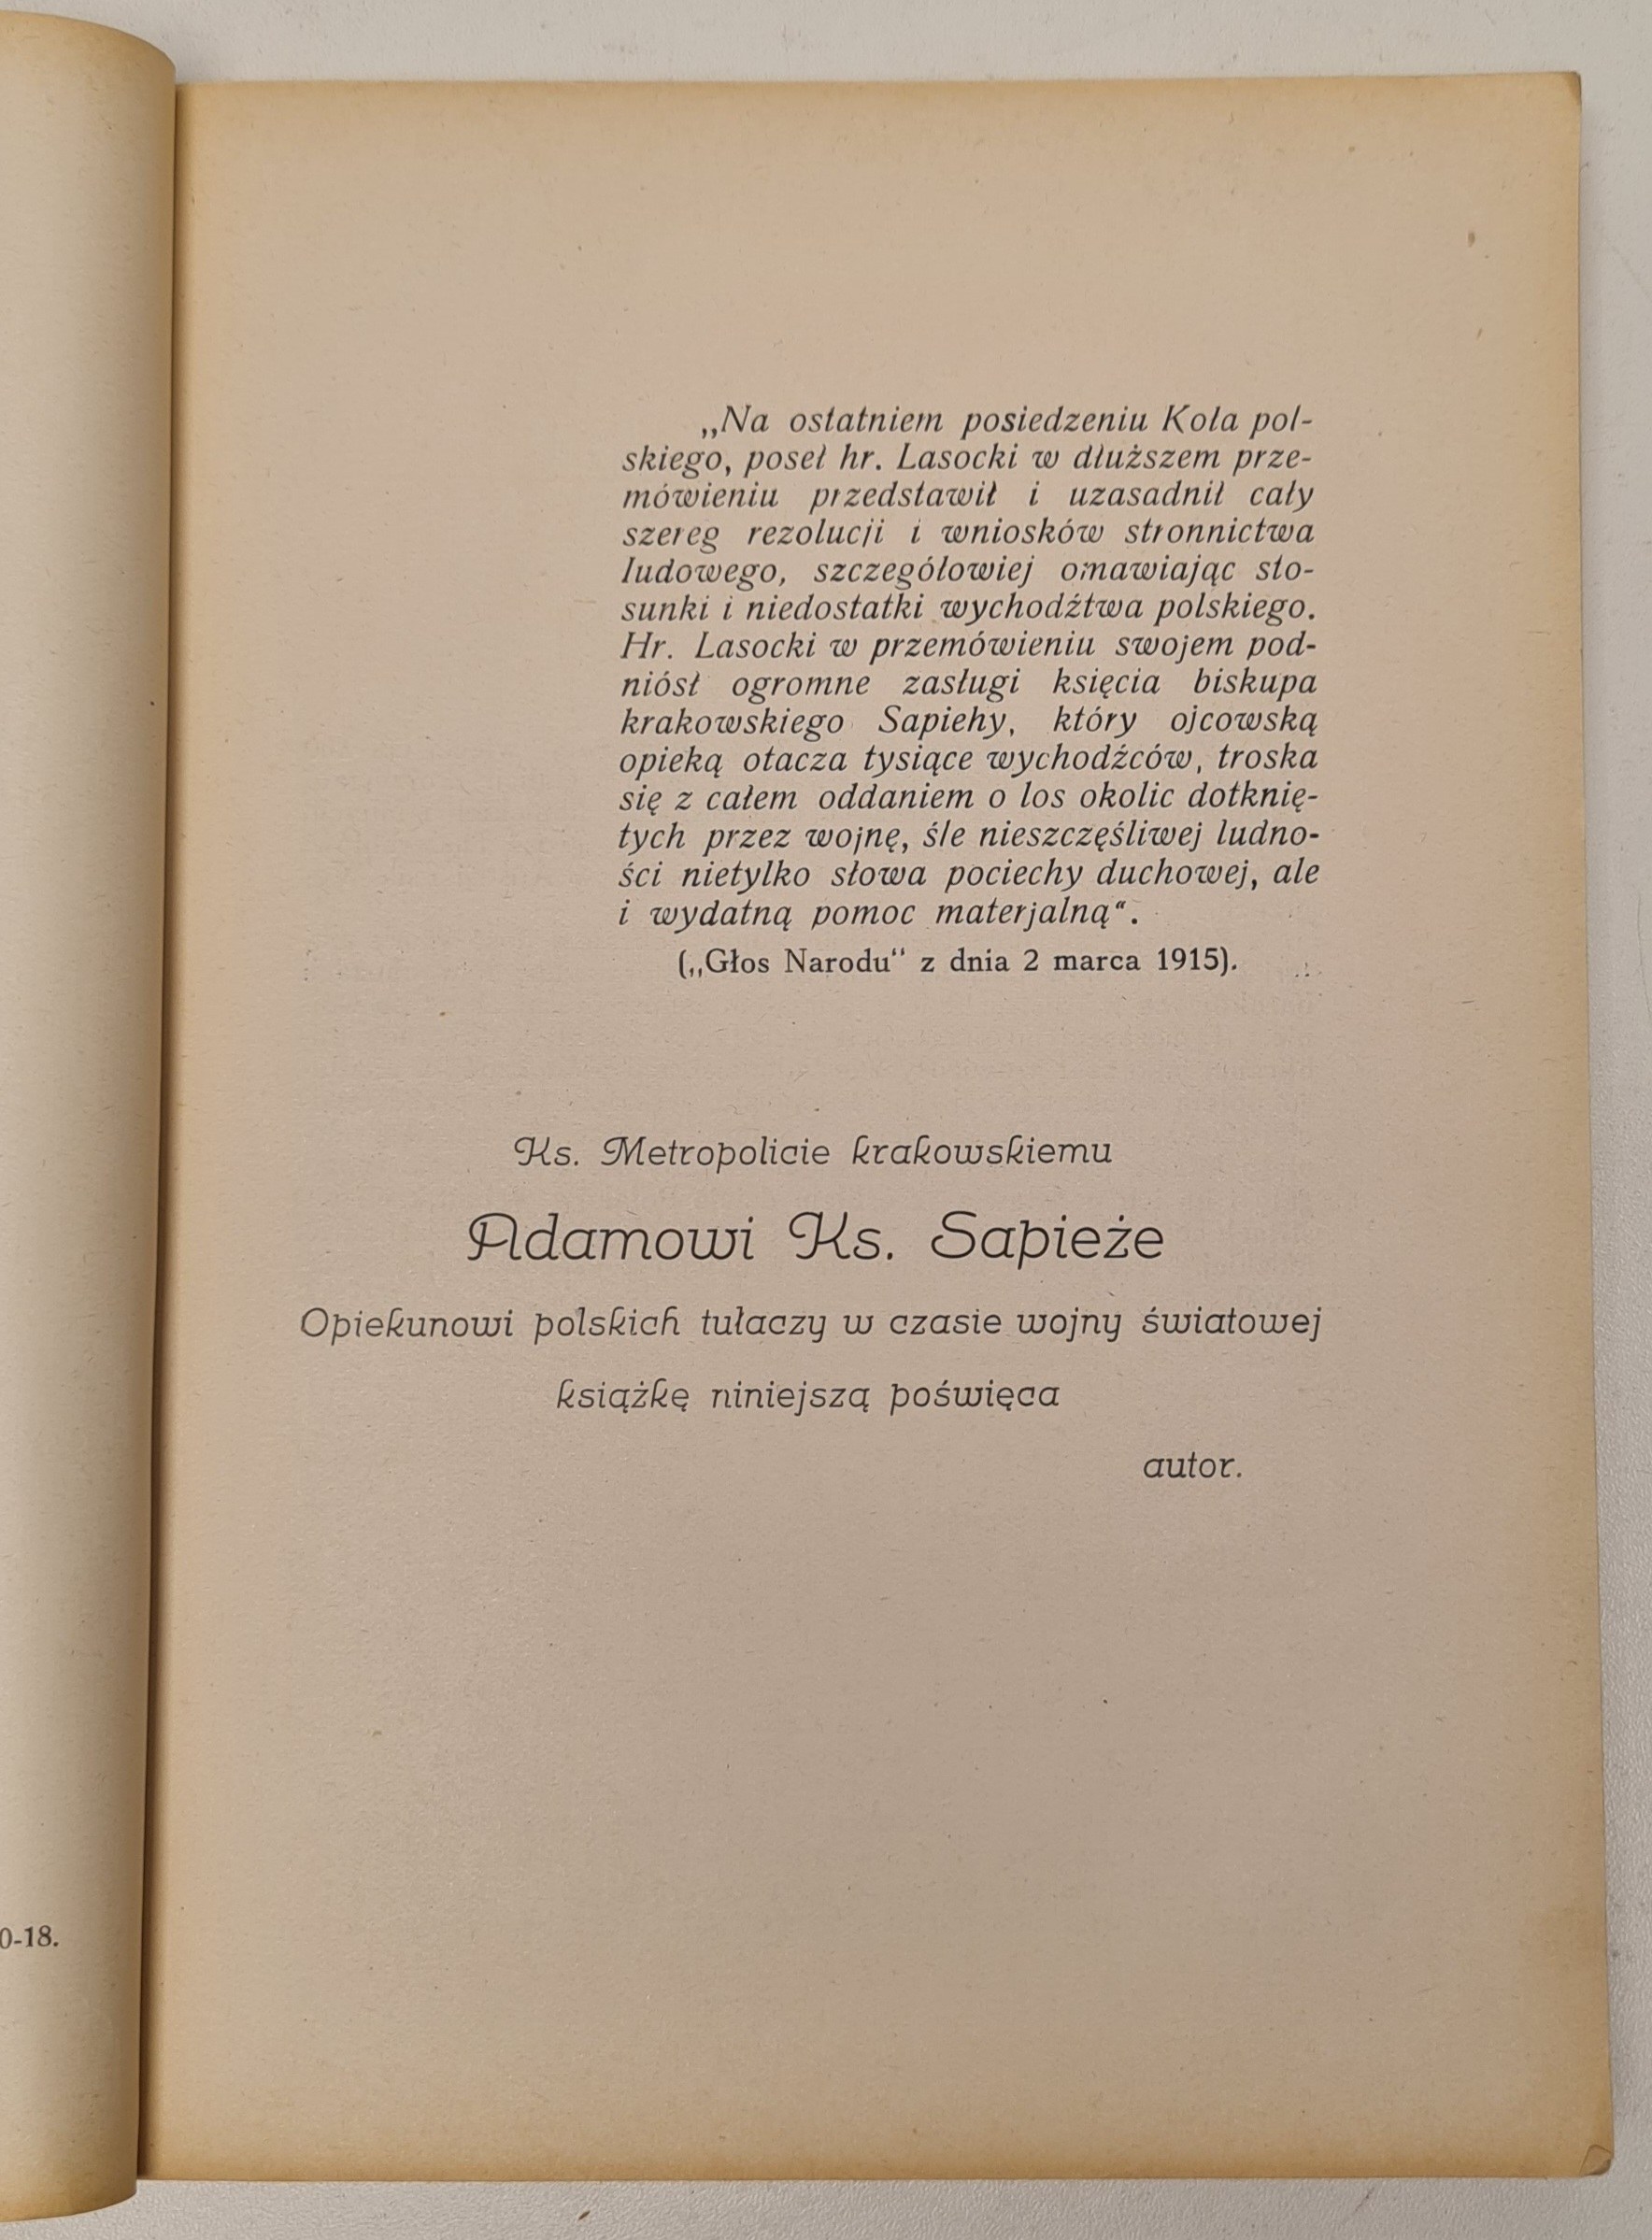 „Na ostatniem posiedzeniu Koła pol-
skiego, poseł hr. Lasocki w dłuższem prze-
mówieniu przedstawił i uzasadnił cały
szereg rezolucji i wniosków stronnictwa
ludowego, szczegółowiej omawiając sto-
sunki i niedostatki wychodźtwa polskiego.
Hr. Lasocki w przemówieniu swojem pod-
niósł ogromne zasługi księcia biskupa
krakowskiego Sapiehy, który ojcowską
opieką otacza tysiące wychodźców, troska
się z całem oddaniem o los okolic dotknię-
tych przez wojnę, śle nieszczęśliwej ludno-
ści nietylko słowa pociechy duchowej, ale
i wydatną pomoc materjalną“.
(„Głos Narodu“ z dnia 2 marca 1915).
Ks. Metropolicie krakowskiemu
Adamowi Ks. Sapieże
Opiekunowi polskich tułaczy w czasie wojny światowej
książkę niniejszą poświęca
autor.
0-18.